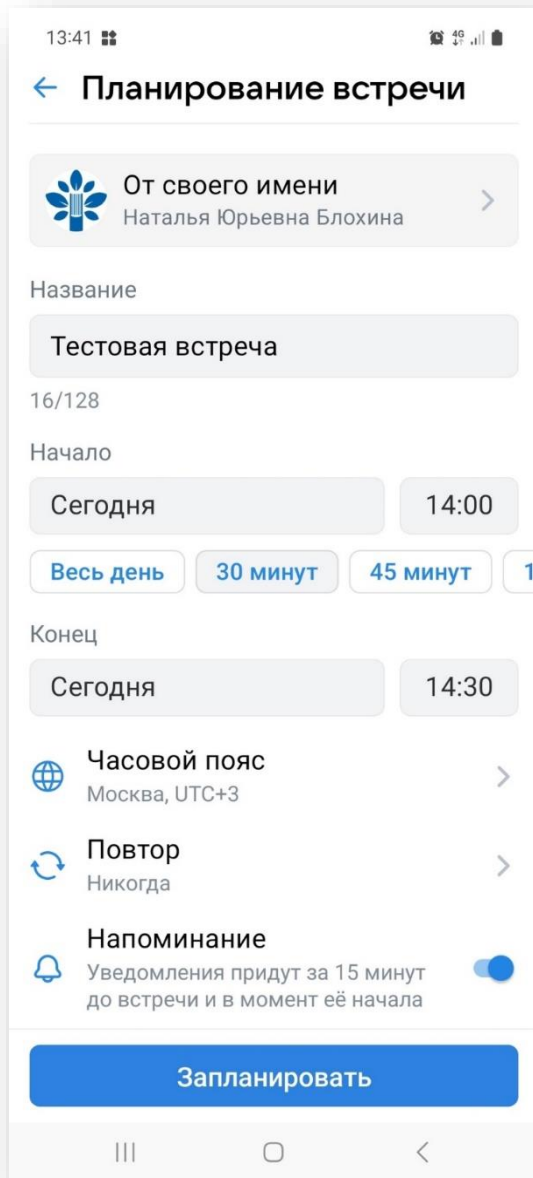 13:41
4G
Планирование встречи
От своего имени
Наталья Юрьевна Блохина
Название
Тестовая встреча
16/128
Начало
Сегодня 14:00
Весь день 30 минут 45 минут 1
Конец
Сегодня 14:30
Часовой пояс
Москва, UTC+3
Повтор
Никогда
Напоминание
Уведомления придут за 15 минут
до встречи и в момент её начала
Запланировать